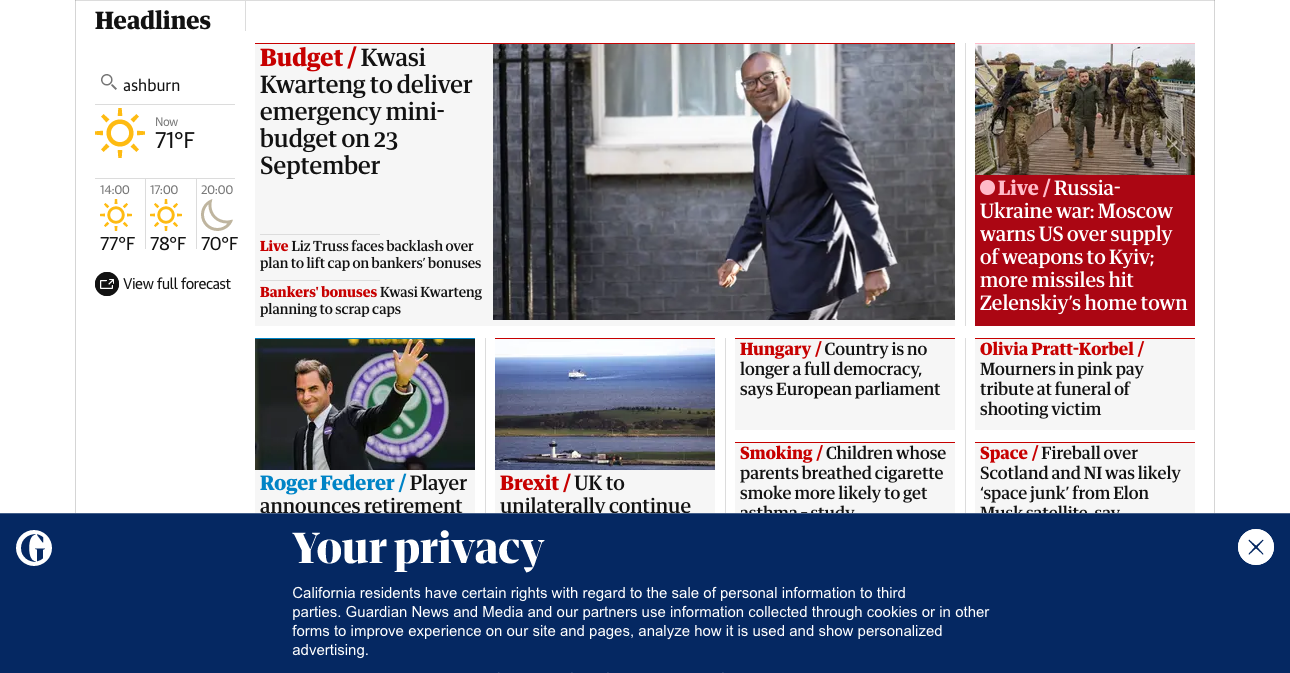 Headlines
ashburn
Now
71°F
14:00
17:00
20:00
77°F
78°F
70°F
View full forecast
Budget / Kwasi
Kwarteng to deliver
emergency mini-
budget on 23
September
Live Liz Truss faces backlash over
plan to lift cap on bankers’ bonuses
Bankers' bonuses Kwasi Kwarteng
planning to scrap caps
Live / Russia-
Ukraine war: Moscow
warns US over supply
of weapons to Kyiv;
more missiles hit
Zelenskiy’s home town
Roger Federer / Player
announces retirement
Brexit / UK to
unilaterally continue
Hungary / Country is no
longer a full democracy,
says European parliament
Smoking / Children whose
parents breathed cigarette
smoke more likely to get
asthma – study
Olivia Pratt-Korbel /
Mourners in pink pay
tribute at funeral of
shooting victim
Space / Fireball over
Scotland and NI was likely
‘space junk’ from Elon
Musk satellite, say
Your privacy
California residents have certain rights with regard to the sale of personal information to third
parties. Guardian News and Media and our partners use information collected through cookies or in other
forms to improve experience on our site and pages, analyze how it is used and show personalized
advertising.